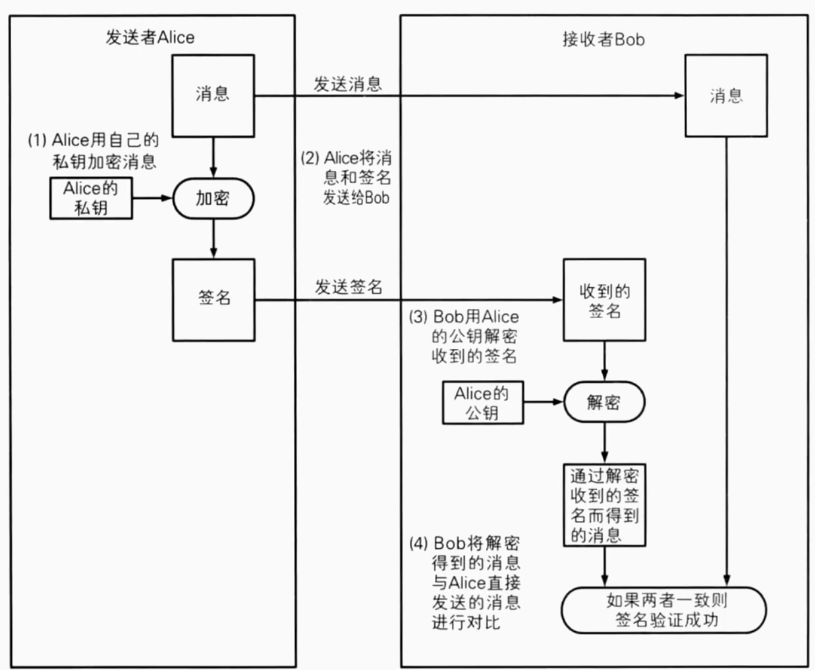 发送者Alice
接收者Bob
消息
发送消息
消息
(1) Alice用自己的
私钥加密消息
(2) Alice将消
息和签名
发送给Bob
Alice的
私钥
加密
签名
发送签名
收到的
签名
(3) Bob用Alice
的公钥解密
收到的签名
Alice的
公钥
解密
通过解密
收到的签
名而得到
的消息
(4) Bob将解密
得到的消息
与Alice直接
发送的消息
进行对比
如果两者一致则
签名验证成功